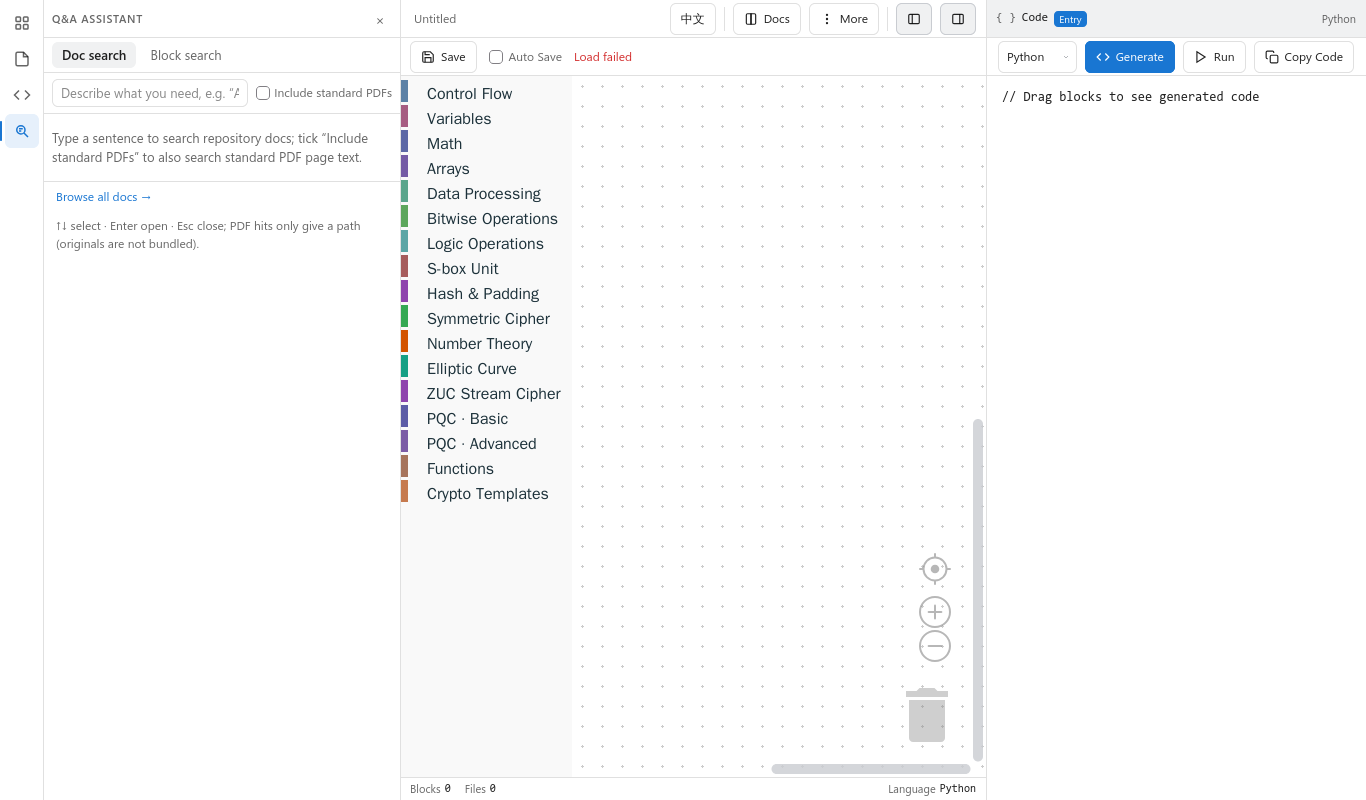 Q&A ASSISTANT
×
Doc search
Block search
Describe what you need, e.g. "A
Include standard PDFs
Type a sentence to search repository docs; tick "Include
standard PDFs" to also search standard PDF page text.
Browse all docs →
↑↓ select · Enter open · Esc close; PDF hits only give a path
(originals are not bundled).
Untitled
中文
Docs
More
Save
Auto Save
Load failed
Control Flow
Variables
Math
Arrays
Data Processing
Bitwise Operations
Logic Operations
S-box Unit
Hash & Padding
Symmetric Cipher
Number Theory
Elliptic Curve
ZUC Stream Cipher
PQC · Basic
PQC · Advanced
Functions
Crypto Templates
Blocks 0
Files 0
Language Python
{ } Code
Entry
Python
Python
Generate
Run
Copy Code
// Drag blocks to see generated code